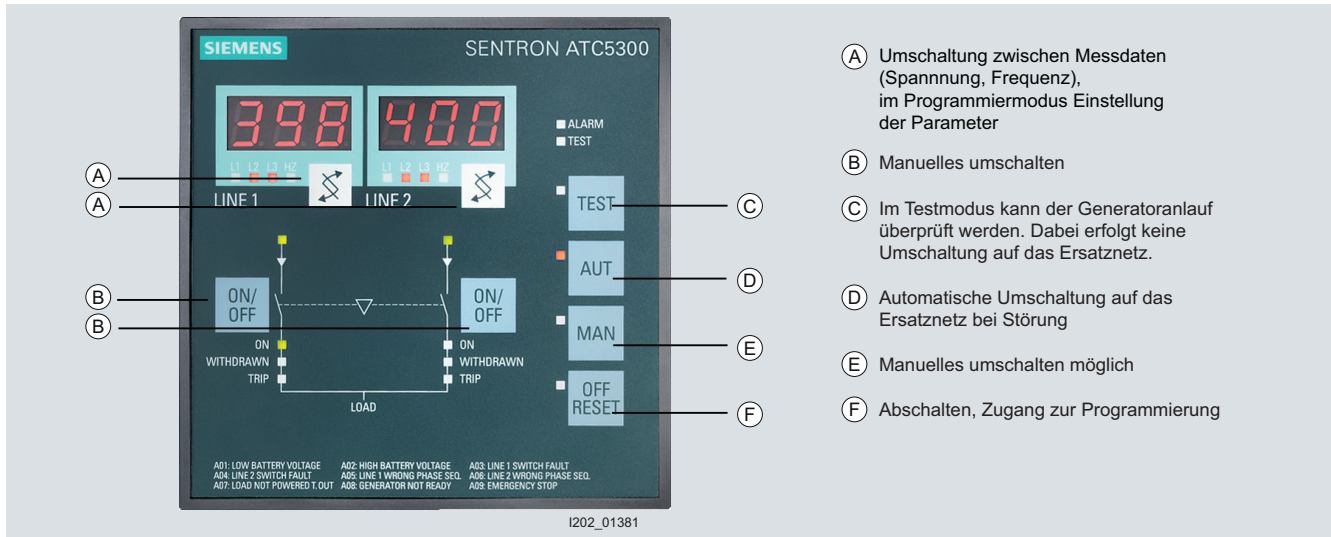 SIEMENS
SENTRON ATC5300
398
400
L1 L2 L3 HZ
L1 L2 L3 HZ
LINE 1
LINE 2
ALARM
TEST
TEST
AUT
MAN
OFF
RESET
ON/
OFF
ON/
OFF
ON
WITHDRAWN
TRIP
ON
WITHDRAWN
TRIP
LOAD
A01: LOW BATTERY VOLTAGE A02: HIGH BATTERY VOLTAGE A03: LINE 1 SWITCH FAULT
A04: LINE 2 SWITCH FAULT A05: LINE 1 WRONG PHASE SEQ. A06: LINE 2 WRONG PHASE SEQ.
A07: LOAD NOT POWERED T.OUT A08: GENERATOR NOT READY A09: EMERGENCY STOP
A
A
B
B
C
D
E
F
I202_01381
A Umschaltung zwischen Messdaten
(Spannnung, Frequenz),
im Programmiermodus Einstellung
der Parameter
B Manuelles umschalten
C Im Testmodus kann der Generatoranlauf
überprüft werden. Dabei erfolgt keine
Umschaltung auf das Ersatznetz.
D Automatische Umschaltung auf das
Ersatznetz bei Störung
E Manuelles umschalten möglich
F Abschalten, Zugang zur Programmierung